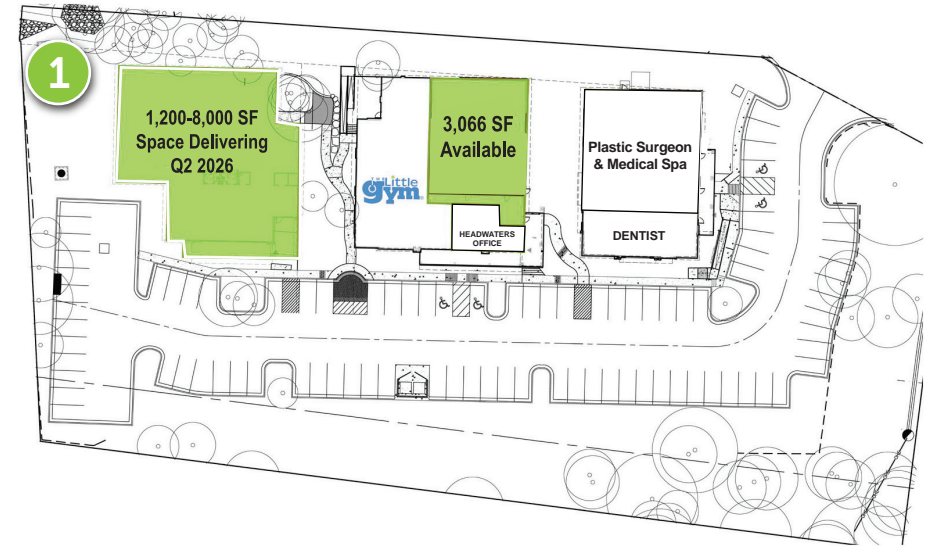 1
1,200-8,000 SF
Space Delivering
Q2 2026
3,066 SF
Available
Little
gym
HEADWATERS
OFFICE
Plastic Surgeon
& Medical Spa
DENTIST